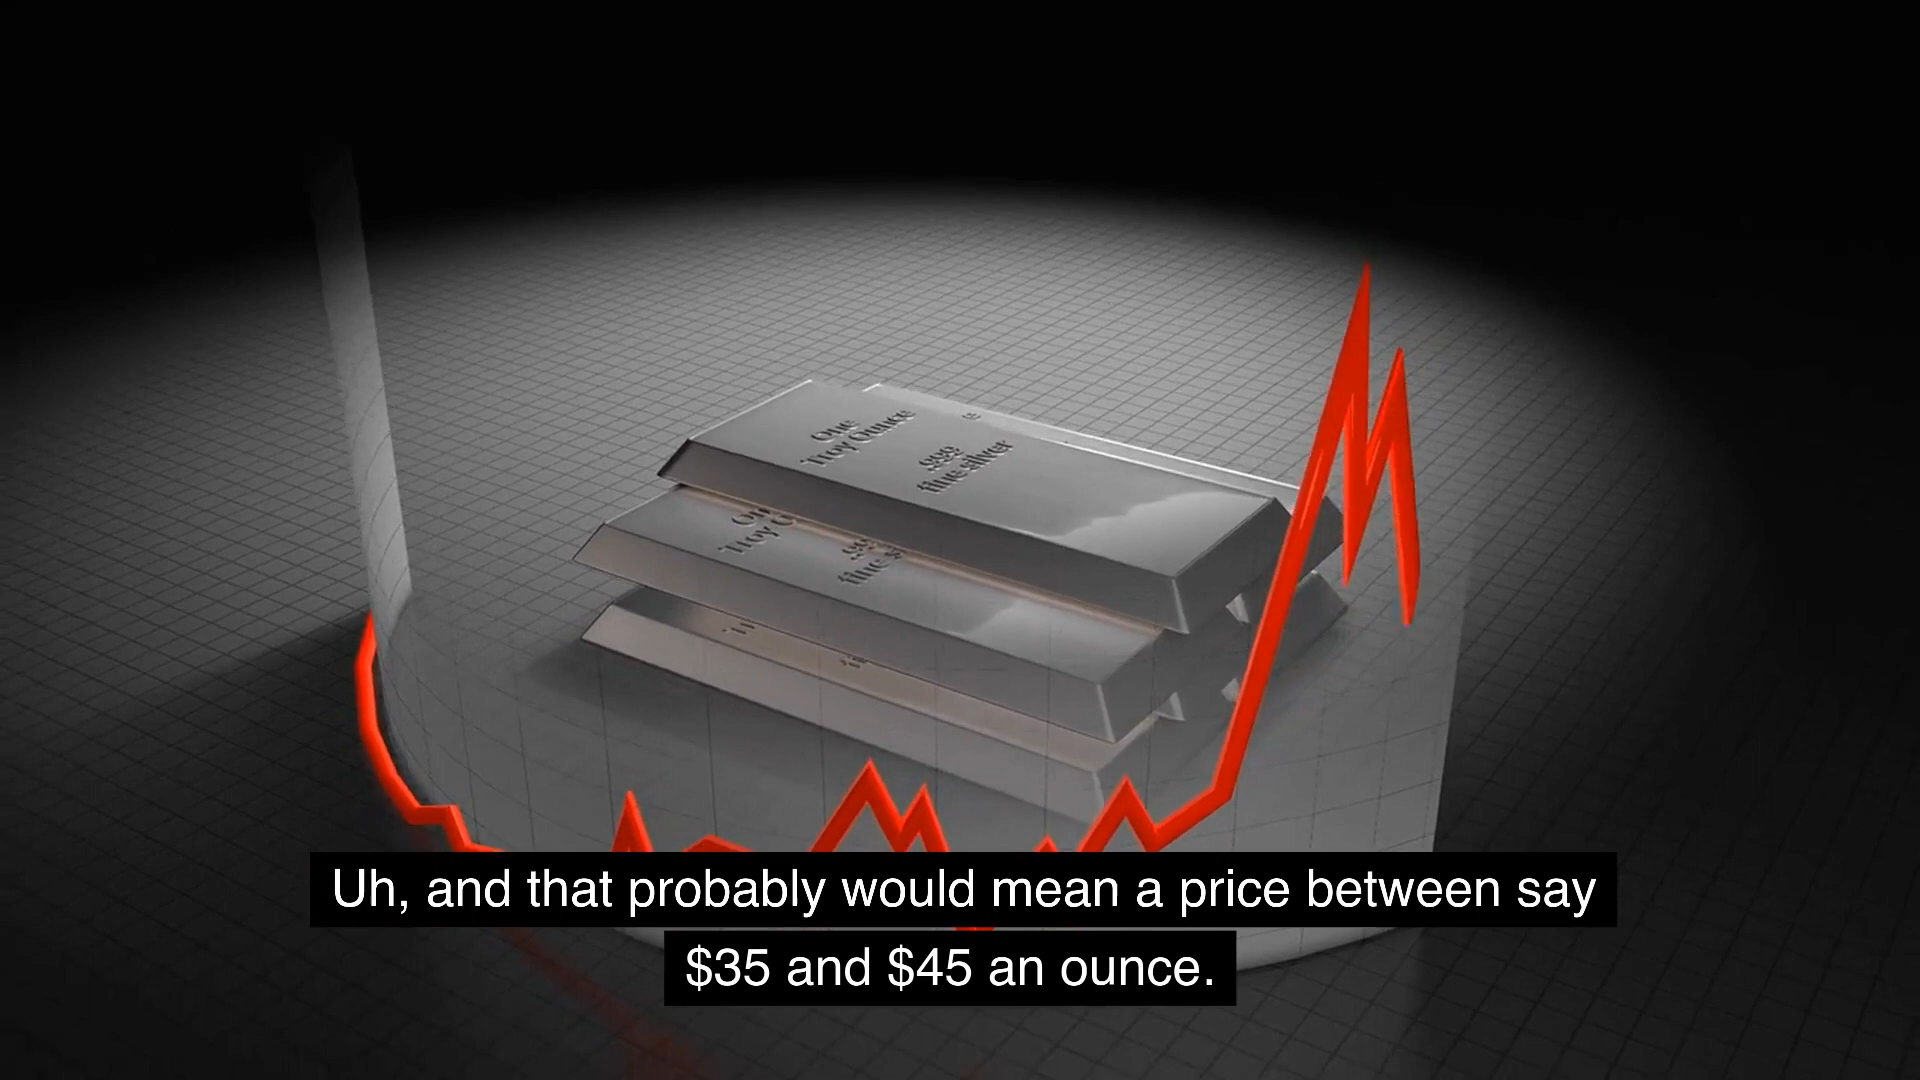 One
Troy Ounce
999
fine silver
Uh, and that probably would mean a price between say
$35 and $45 an ounce.